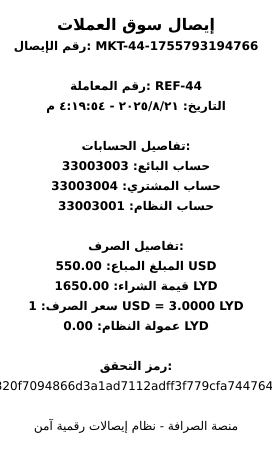 إيصال سوق العملات
رقم الإيصال: MKT-44-1755793194766
رقم المعاملة: REF-44
التاريخ: ٢٠٢٥/٨/٢١ - ٤:١٩:٥٤ م
تفاصيل الحسابات:
حساب البائع: 33003003
حساب المشتري: 33003004
حساب النظام: 33003001
تفاصيل الصرف:
المبلغ المباع: 550.00 USD
قيمة الشراء: 1650.00 LYD
سعر الصرف: 1 USD = 3.0000 LYD
عمولة النظام: 0.00 LYD
رمز التحقق:
320f7094866d3a1ad7112adff3f779cfa744764
منصة الصرافة - نظام إيصالات رقمية آمن